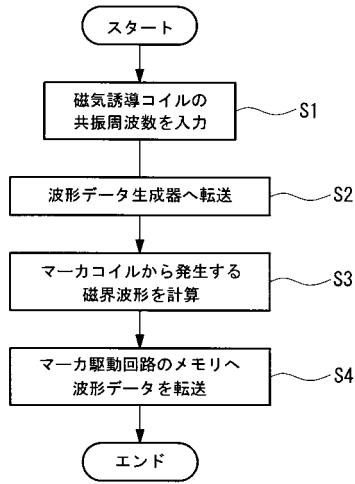 スタート
磁気誘導コイルの
共振周波数を入力
S1
波形データ生成器へ転送
S2
マーカコイルから発生する
磁界波形を計算
S3
マーカ駆動回路のメモリへ
波形データを転送
S4
エンド